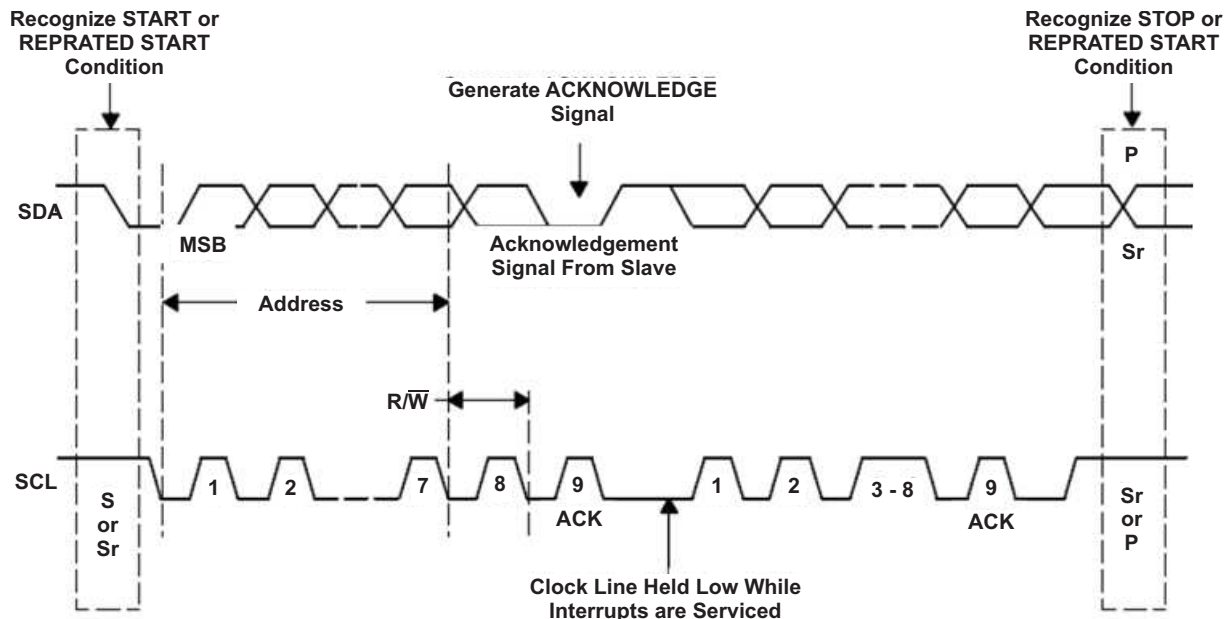 Recognize START or
REPRATED START
Condition
Recognize STOP or
REPRATED START
Condition
Generate ACKNOWLEDGE
Signal
P
SDA
MSB
Acknowledgement
Signal From Slave
Sr
Address
R/W̅
SCL
1
2
7
8
9
1
2
3 - 8
9
ACK
ACK
S
or
Sr
Sr
or
P
Clock Line Held Low While
Interrupts are Serviced